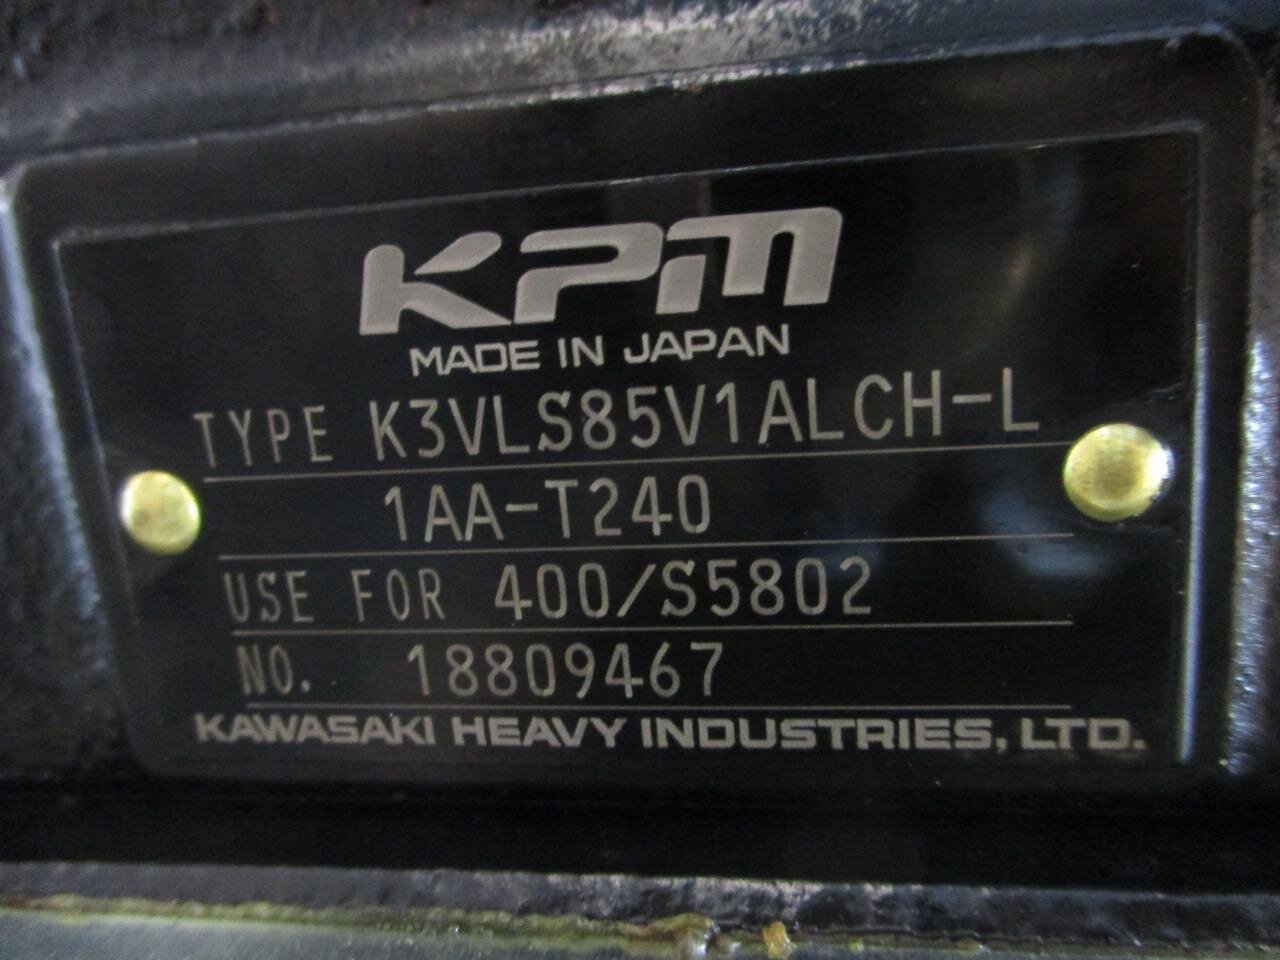 KPM
MADE IN JAPAN
TYPE K3VLS85V1ALCH-L
1AA-T240
USE FOR 400/S5802
NO. 18809467
KAWASAKI HEAVY INDUSTRIES, LTD.